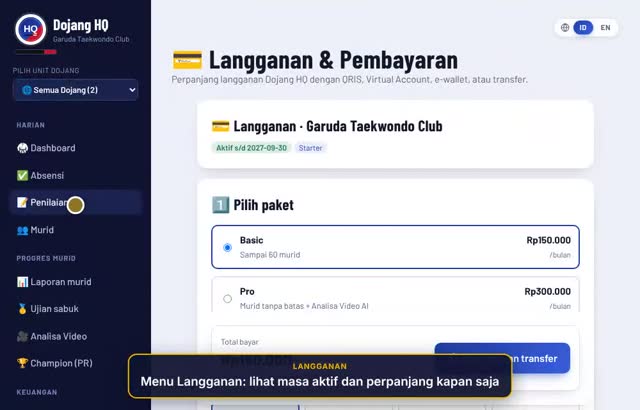 HQ
Dojang HQ
Garuda Taekwondo Club
PILIH UNIT DOJANG
Semua Dojang (2)
HARIAN
Dashboard
Absensi
Penilaian
Murid
PROGRES MURID
Laporan murid
Ujian sabuk
Analisa Video
Champion (PR)
KEUANGAN
ID EN
Langganan & Pembayaran
Perpanjang langganan Dojang HQ dengan QRIS, Virtual Account, e-wallet, atau transfer.
Langganan · Garuda Taekwondo Club
Aktif s/d 2027-09-30 Starter
1 Pilih paket
Basic Rp150.000
Sampai 60 murid /bulan
Pro Rp300.000
Murid tanpa batas + Analisa Video AI /bulan
Total bayar
transfer
LANGGANAN
Menu Langganan: lihat masa aktif dan perpanjang kapan saja